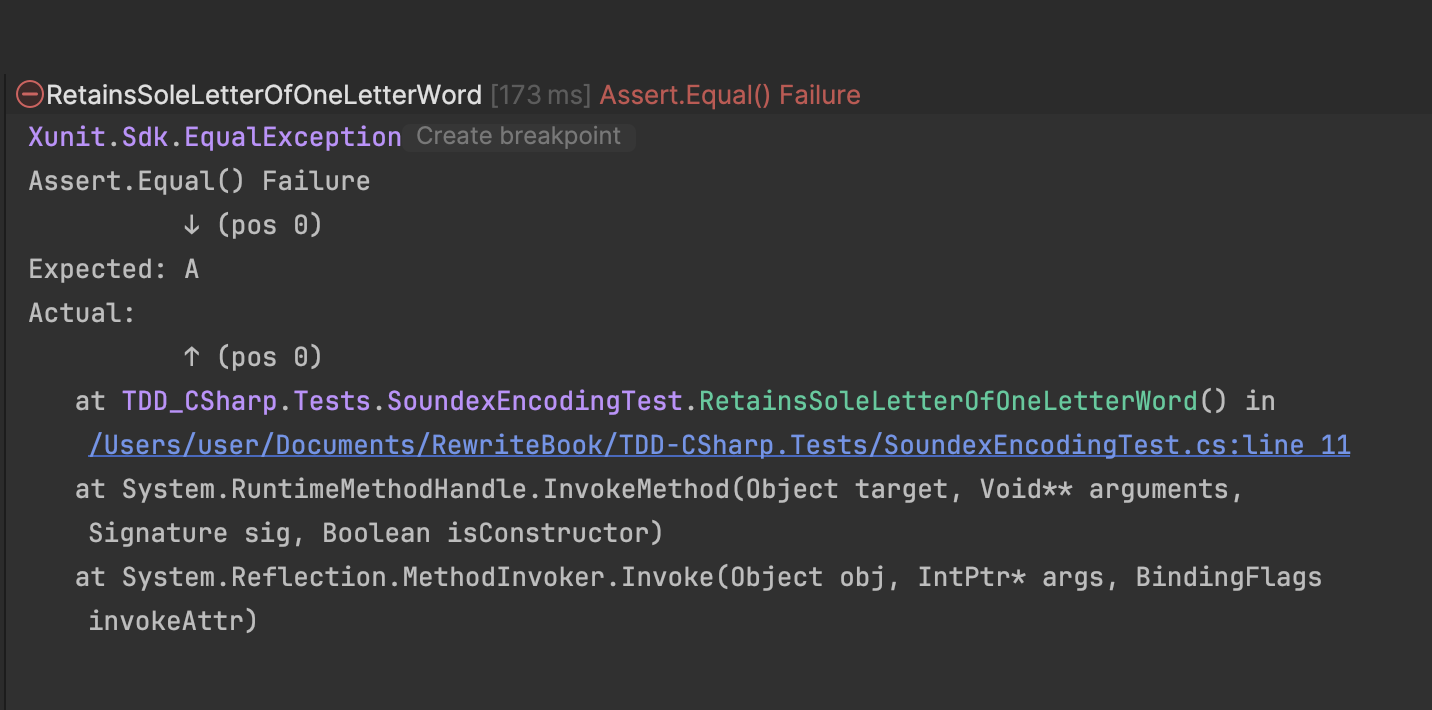 RetainsSoleLetterOfOneLetterWord [173 ms] Assert.Equal() Failure
Xunit.Sdk.EqualException Create breakpoint
Assert.Equal() Failure
↓ (pos 0)
Expected: A
Actual:
↑ (pos 0)
at TDD_CSharp.Tests.SoundexEncodingTest.RetainsSoleLetterOfOneLetterWord() in
/Users/user/Documents/RewriteBook/TDD-CSharp.Tests/SoundexEncodingTest.cs:line 11
at System.RuntimeMethodHandle.InvokeMethod(Object target, Void** arguments,
Signature sig, Boolean isConstructor)
at System.Reflection.MethodInvoker.Invoke(Object obj, IntPtr* args, BindingFlags
invokeAttr)